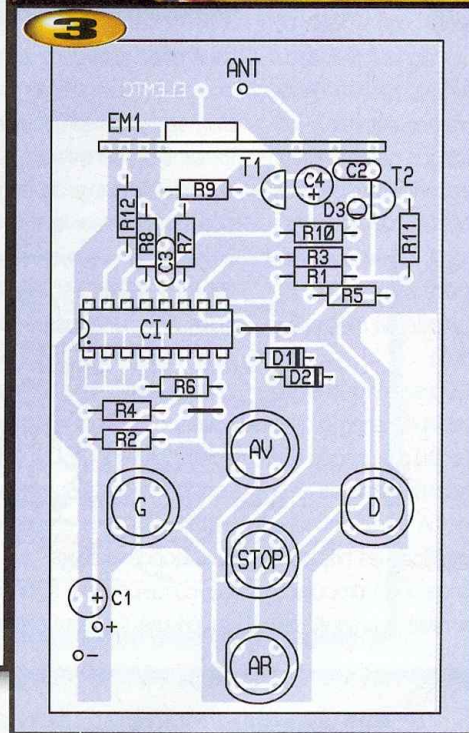 3
ANT
ELEMTC
EM1
T1
C4
+
C2
T2
R12
R9
D3
R8
R7
C3
R10
R11
R3
R1
R5
CI1
D1
D2
R6
R4
R2
AV
G
D
STOP
+
C1
+
-
AR